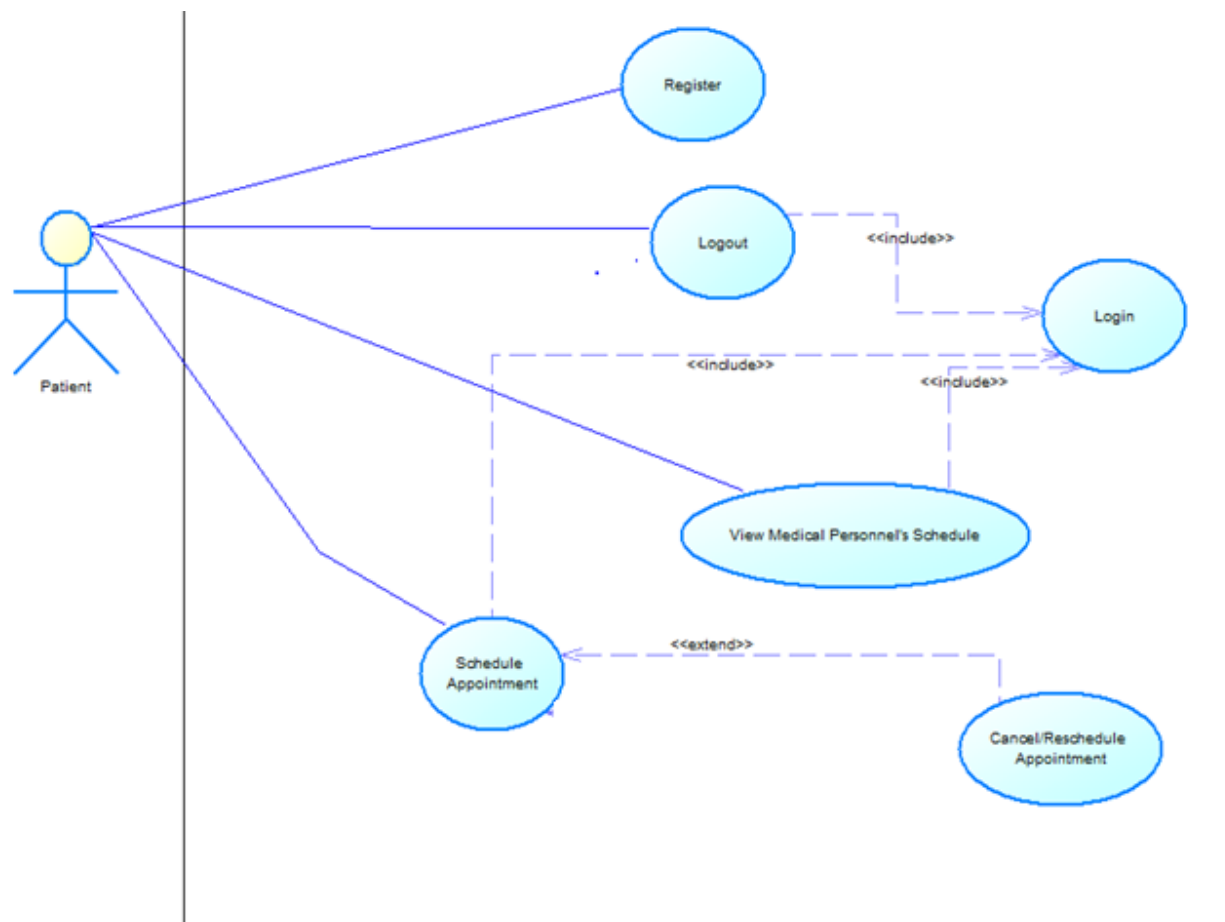 Register
Logout
<<include>>
Login
<<include>>
<<include>>
Patient
View Medical Personnel's Schedule
<<extend>>
Schedule
Appointment
Cancel/Reschedule
Appointment